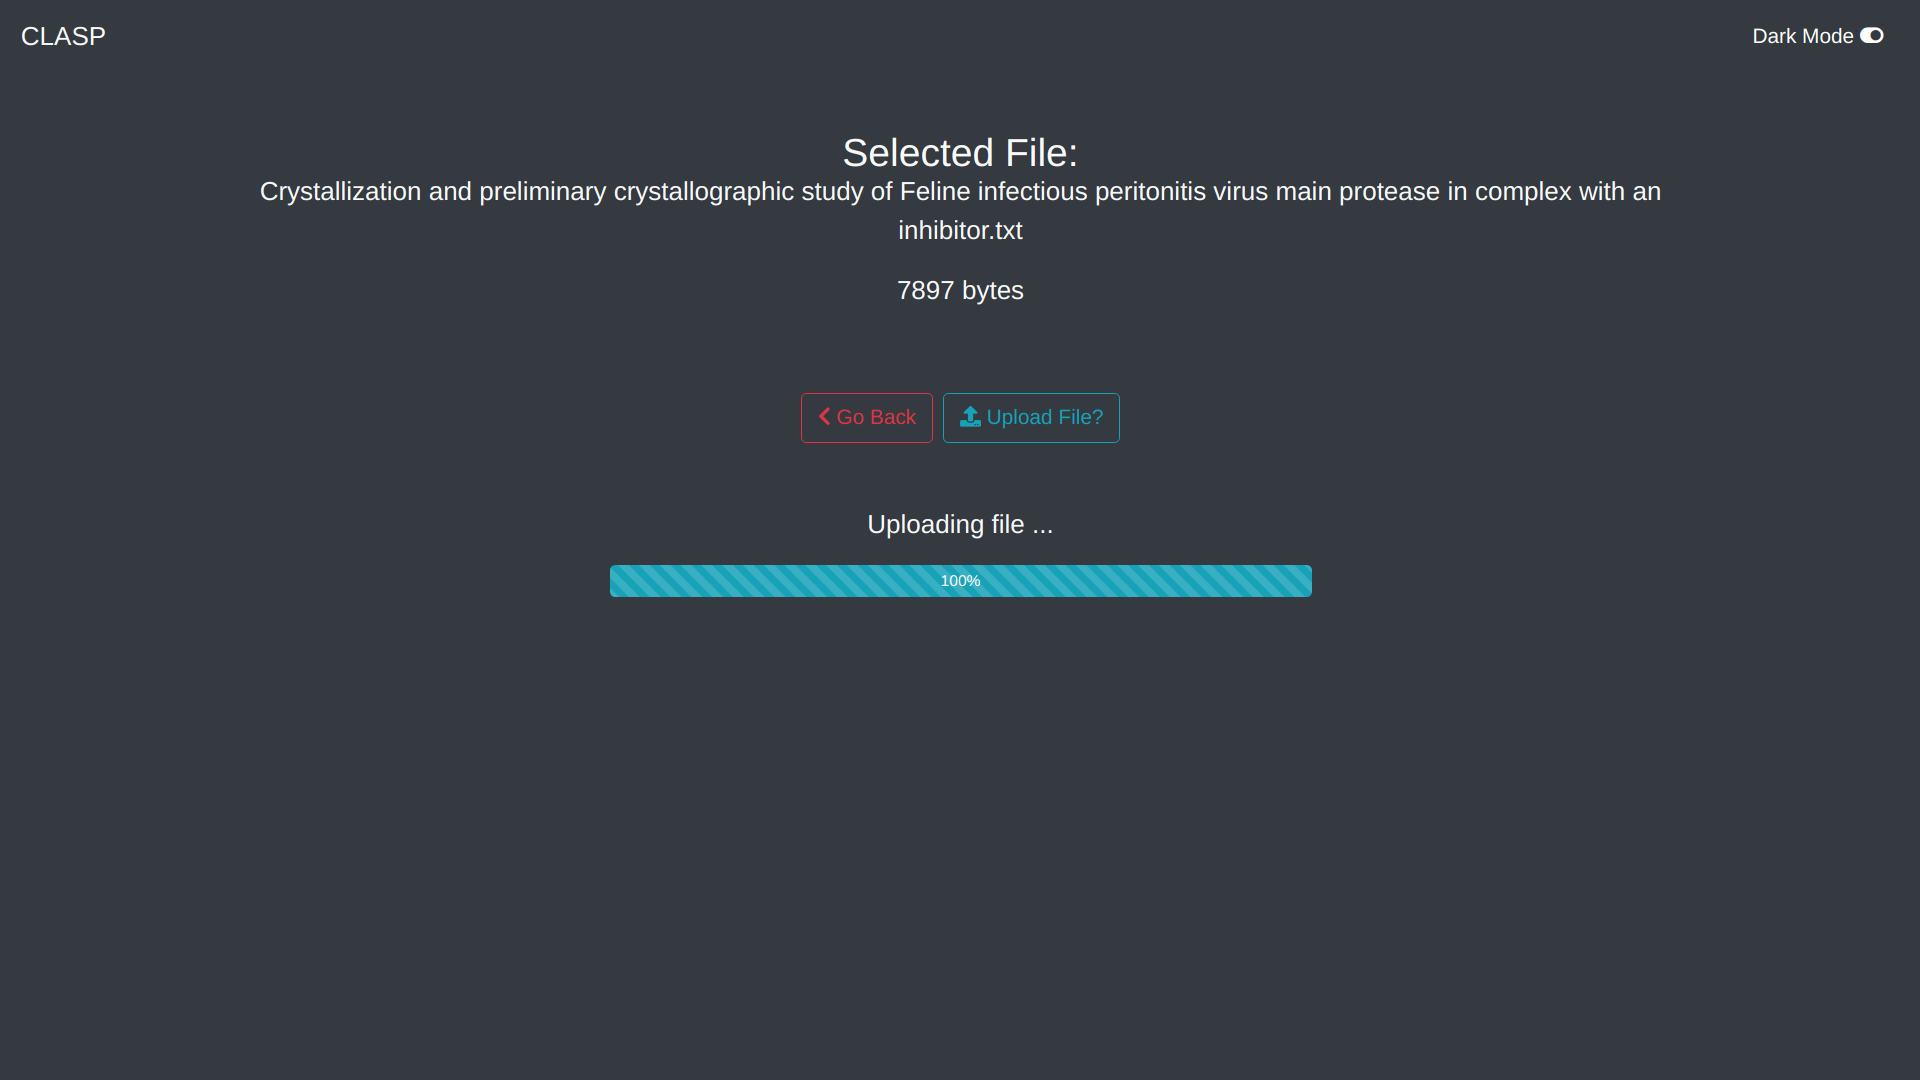 CLASP
Dark Mode
Selected File:
Crystallization and preliminary crystallographic study of Feline infectious peritonitis virus main protease in complex with an
inhibitor.txt
7897 bytes
Go Back
Upload File?
Uploading file ...
100%